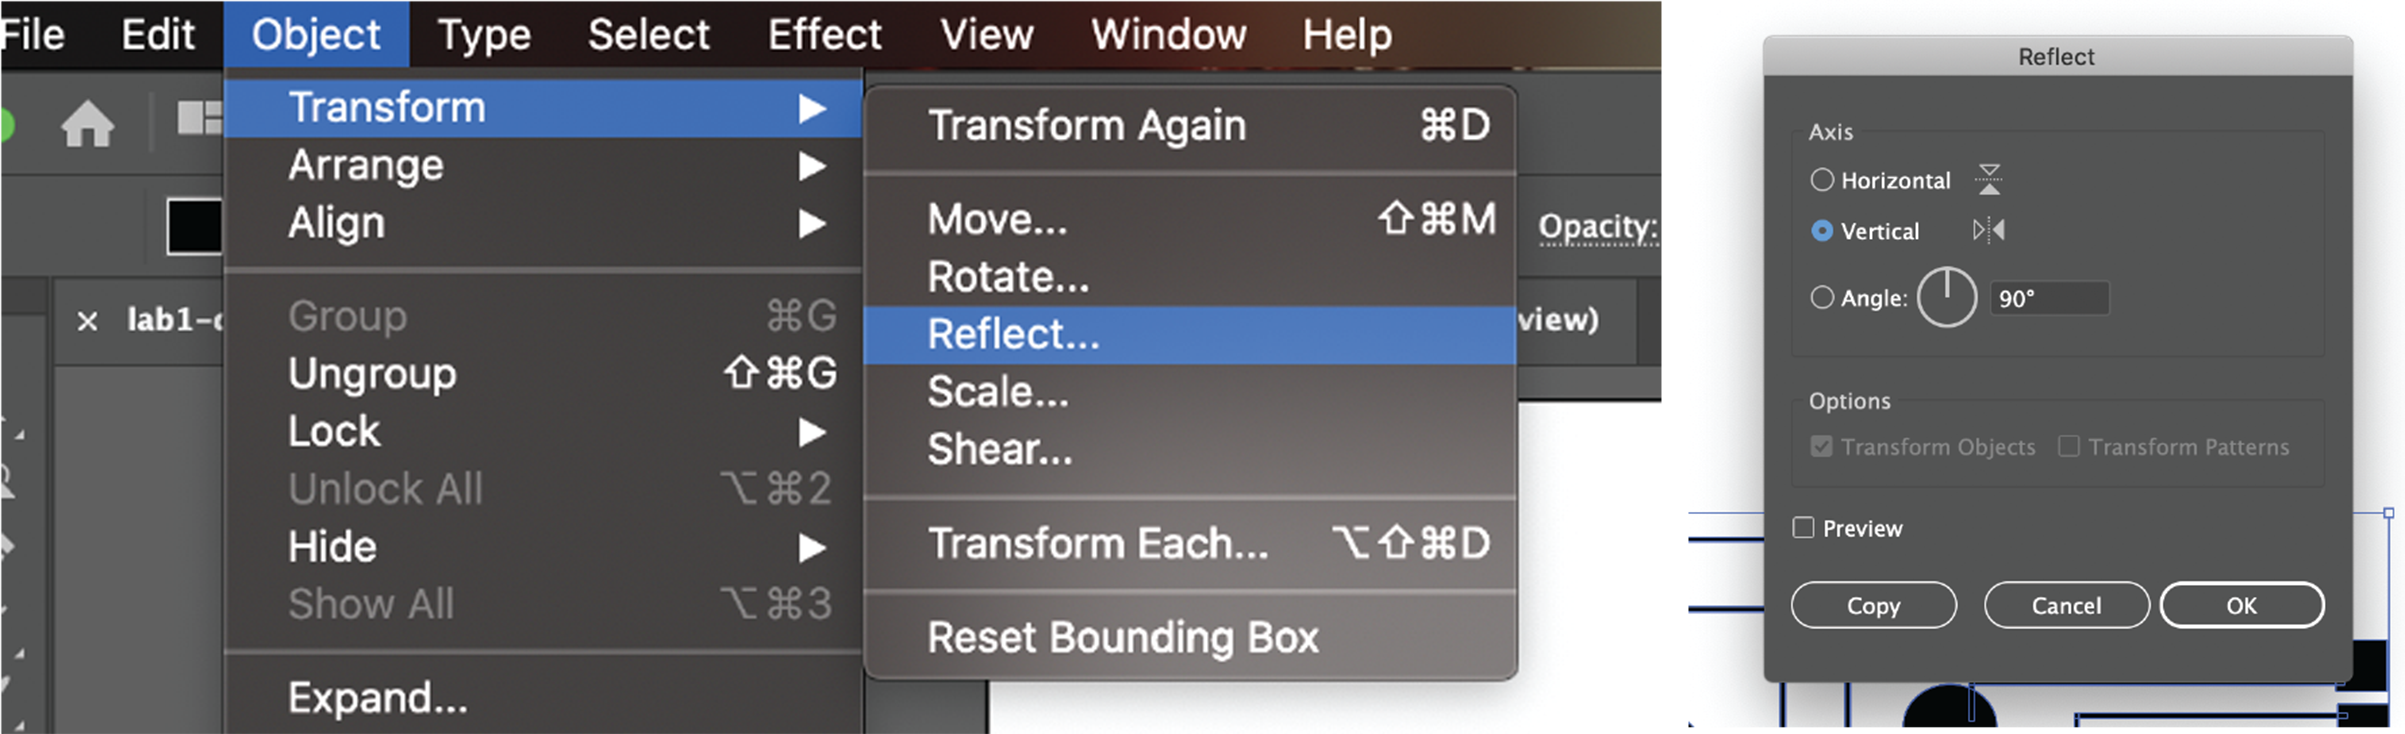 File Edit Object Type Select Effect View Window Help
Transform ▶
Arrange ▶
Align ▶
Group ⌘G
Ungroup ⇧⌘G
Lock ▶
Unlock All ⌥⌘2
Hide ▶
Show All ⌥⌘3
Expand...
Transform Again ⌘D
Move... ⇧⌘M
Rotate...
Reflect...
Scale...
Shear...
Transform Each... ⌥⇧⌘D
Reset Bounding Box
Opacity:
× lab1-
view)
Reflect
Axis
Horizontal
Vertical
Angle: 90°
Options
Transform Objects Transform Patterns
Preview
Copy Cancel OK